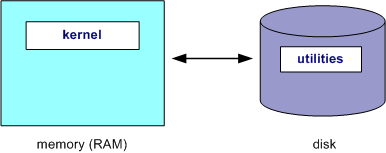 kernel
utilities
memory (RAM)
disk